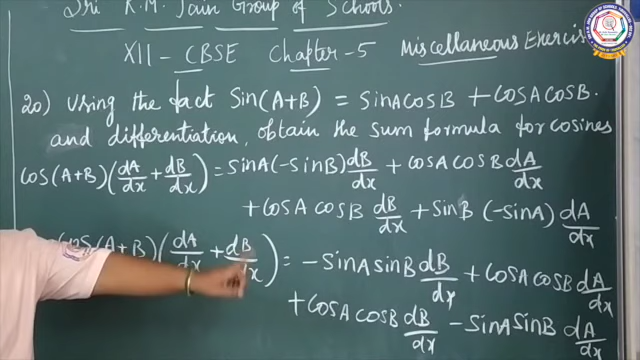 Sri K.M. Jain Group of Schools.
XII - CBSE Chapter - 5 Miscellaneous Exercis
20) Using the fact Sin(A+B) = SinA cosB + cosA cosB.
and differentiation, obtain the sum formula for cosines
cos(A+B)(dA/dx + dB/dx) = SinA(-SinB) dB/dx + cosA cosB dA/dx
+ cosA cosB dB/dx + SinB (-SinA) dA/dx
cos(A+B)(dA/dx + dB/dx) = - SinA SinB dB/dx + cosA cosB dA/dx
+ cosA cosB dB/dx - SinA SinB dA/dx